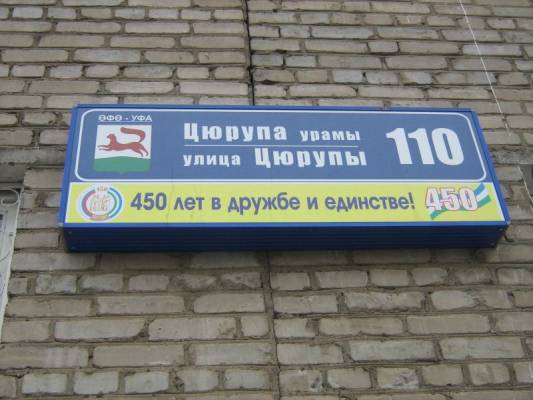 ӨФӨ - УФА
Цюрупа урамы
улица Цюрупы
110
450 лет в дружбе и единстве! 450